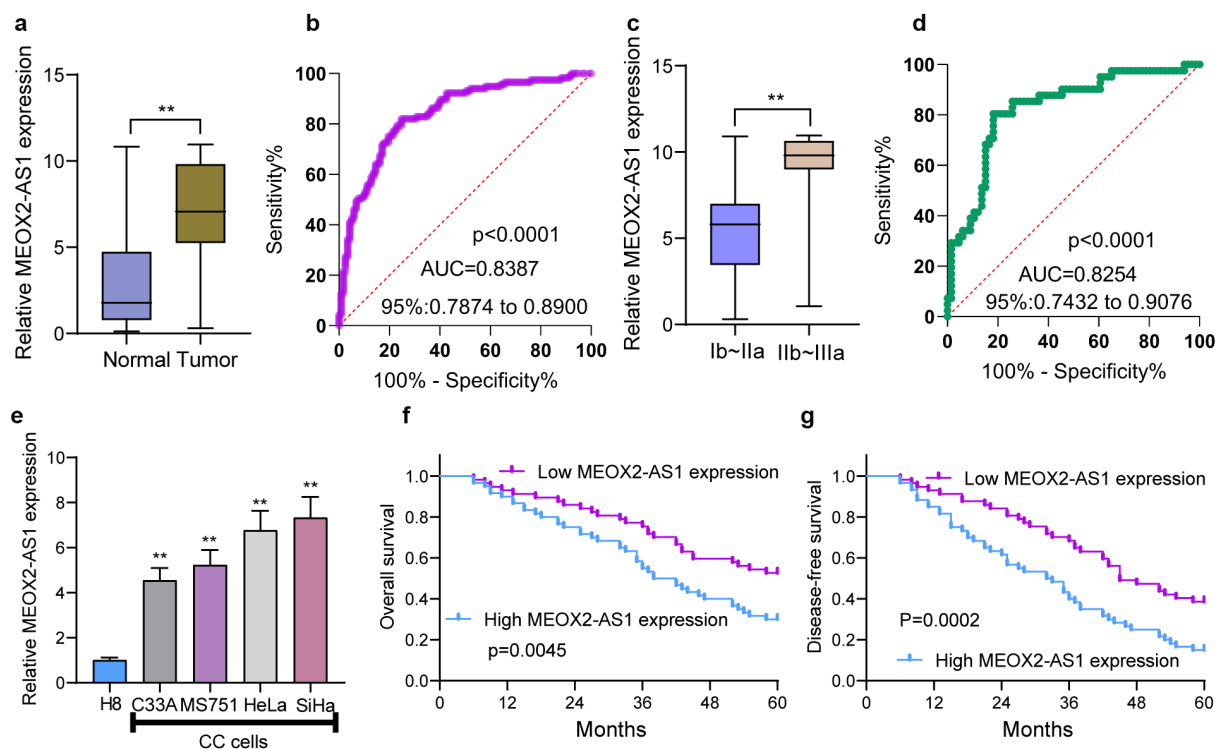 a
Relative MEOX2-AS1 expression
15
10
5
0
**
Normal Tumor
b
Sensitivity%
100
80
60
40
20
0
0 20 40 60 80 100
100% - Specificity%
p<0.0001
AUC=0.8387
95%:0.7874 to 0.8900
c
Relative MEOX2-AS1 expression
15
10
5
0
**
Ib~IIa IIb~IIIa
d
Sensitivity%
100
80
60
40
20
0
0 20 40 60 80 100
100% - Specificity%
p<0.0001
AUC=0.8254
95%:0.7432 to 0.9076
e
Relative MEOX2-AS1 expression
10
8
6
4
2
0
** ** ** **
H8 C33A MS751 HeLa SiHa
CC cells
f
Overall survival
1.0
0.8
0.6
0.4
0.2
0.0
0 12 24 36 48 60
Months
Low MEOX2-AS1 expression
High MEOX2-AS1 expression
p=0.0045
g
Disease-free survival
1.0
0.8
0.6
0.4
0.2
0.0
0 12 24 36 48 60
Months
Low MEOX2-AS1 expression
P=0.0002
High MEOX2-AS1 expression